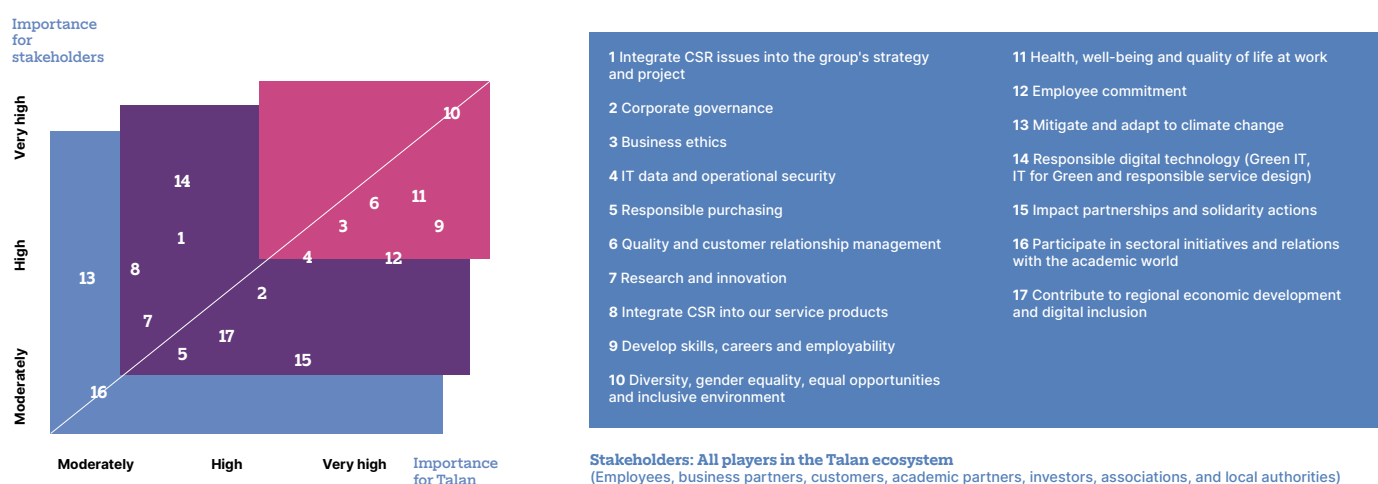 Importance
for
stakeholders
Very high
High
Moderately
10
14
11
6
3
9
1
4
12
8
13
2
7
17
5
15
16
Moderately
High
Very high
Importance
for Talan
1 Integrate CSR issues into the group's strategy
and project
2 Corporate governance
3 Business ethics
4 IT data and operational security
5 Responsible purchasing
6 Quality and customer relationship management
7 Research and innovation
8 Integrate CSR into our service products
9 Develop skills, careers and employability
10 Diversity, gender equality, equal opportunities
and inclusive environment
11 Health, well-being and quality of life at work
12 Employee commitment
13 Mitigate and adapt to climate change
14 Responsible digital technology (Green IT,
IT for Green and responsible service design)
15 Impact partnerships and solidarity actions
16 Participate in sectoral initiatives and relations
with the academic world
17 Contribute to regional economic development
and digital inclusion
Stakeholders: All players in the Talan ecosystem
(Employees, business partners, customers, academic partners, investors, associations, and local authorities)